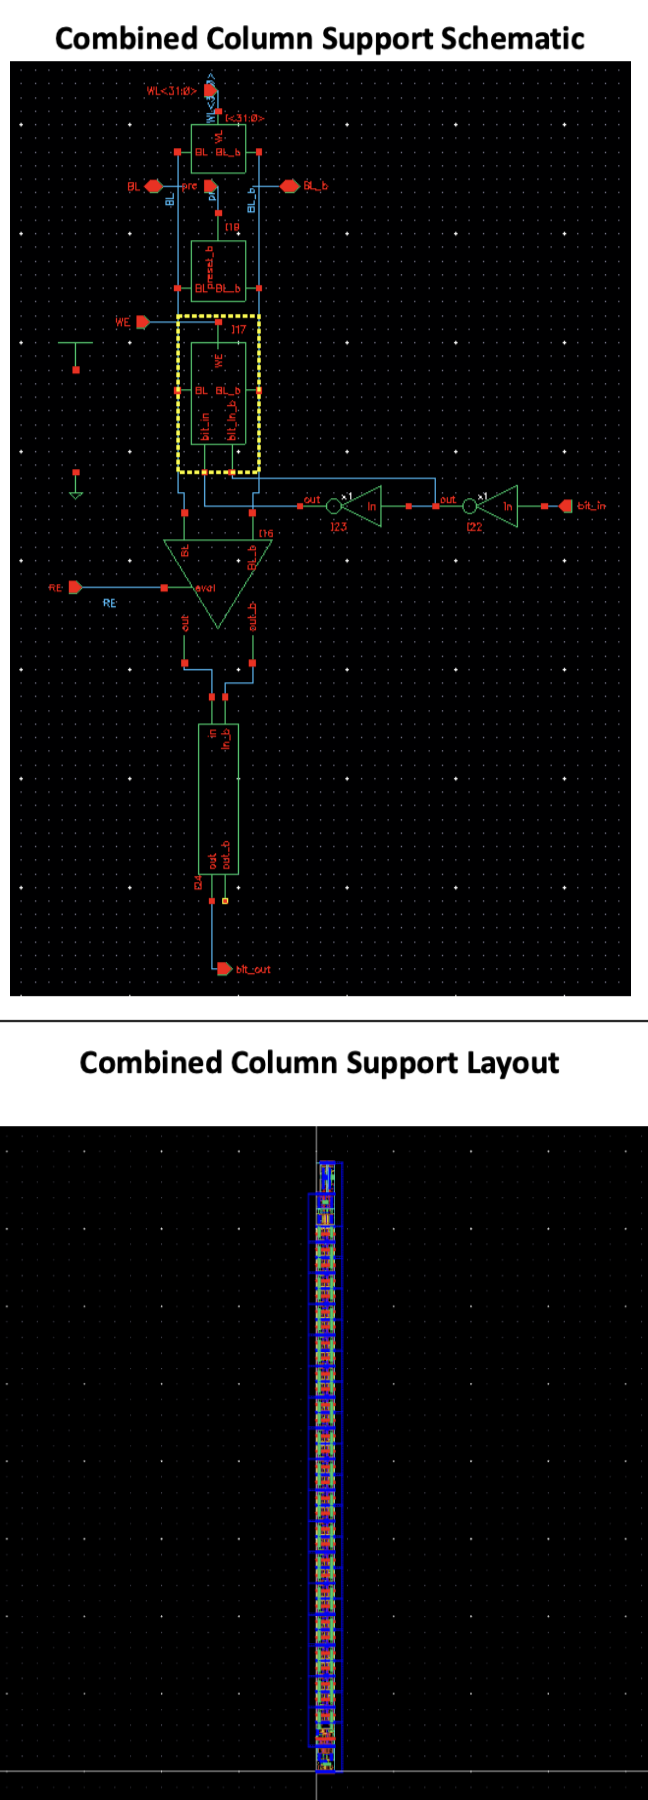 Combined Column Support Schematic
WL<31:0>
WL<31:0>
I<31:0>
WL
BL BL_b
BL
pre
BL_b
BL
BL_b
I18
preset_b
BL BL_b
WE
I17
WE
BL BL_b
bit_in
bit_in_b
out
x1
In
I23
out
x1
In
I22
bit_in
I16
BL
BL_b
RE
eval
RE
out
out_b
in
in_b
out
out_b
I24
bit_out
Combined Column Support Layout